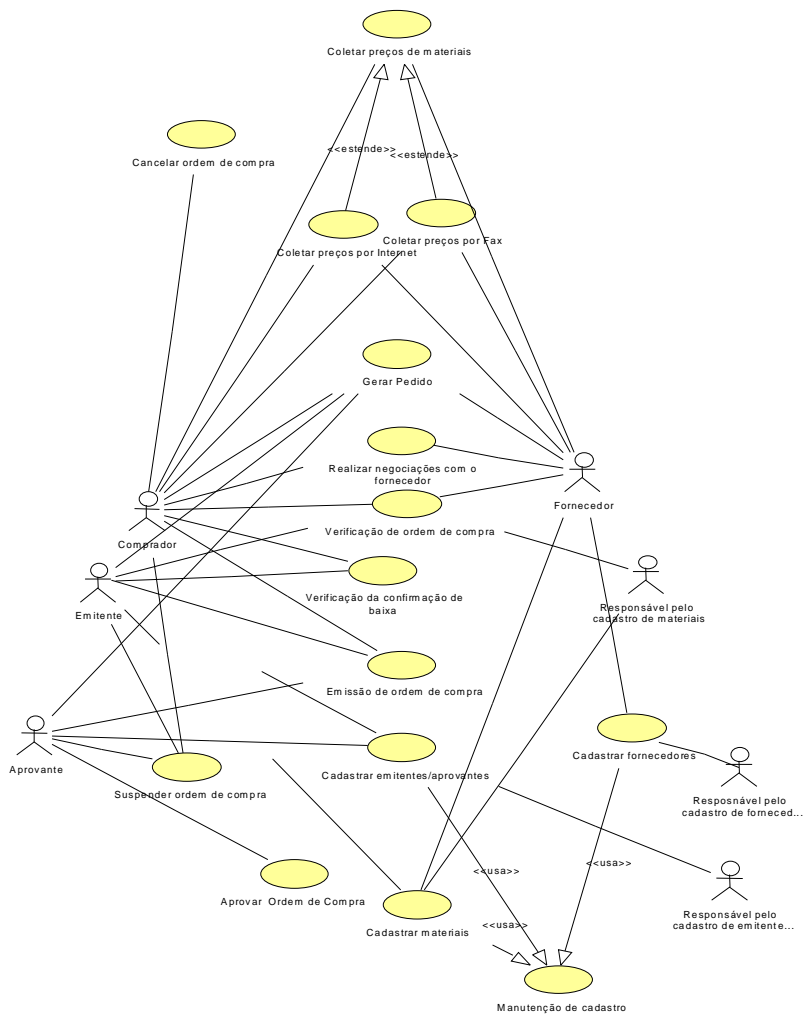 Coletar preços de materiais
Cancelar ordem de compra
<<estende>>
<<estende>>
Coletar preços por Fax
Coletar preços por Internet
Gerar Pedido
Realizar negociações com o
fornecedor
Fornecedor
Verificação de ordem de compra
Comprador
Verificação da confirmação de
baixa
Emitente
Responsável pelo
cadastro de materiais
Emissão de ordem de compra
Aprovante
Cadastrar emitentes/aprovantes
Cadastrar fornecedores
Suspender ordem de compra
Resposnável pelo
cadastro de forneced...
<<usa>>
<<usa>>
Aprovar Ordem de Compra
Cadastrar materiais
<<usa>>
Responsável pelo
cadastro de emitente...
Manutenção de cadastro